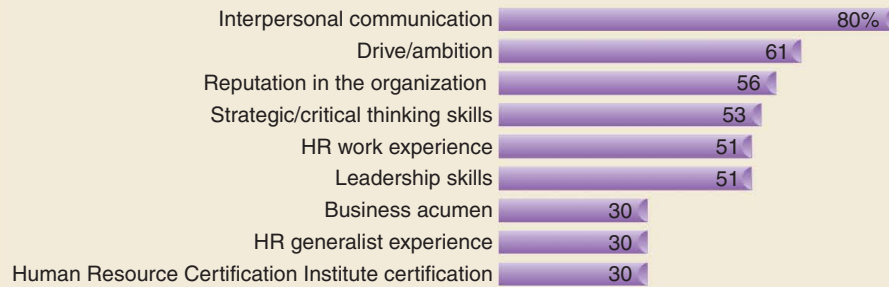 Interpersonal communication 80%
Drive/ambition 61
Reputation in the organization 56
Strategic/critical thinking skills 53
HR work experience 51
Leadership skills 51
Business acumen 30
HR generalist experience 30
Human Resource Certification Institute certification 30